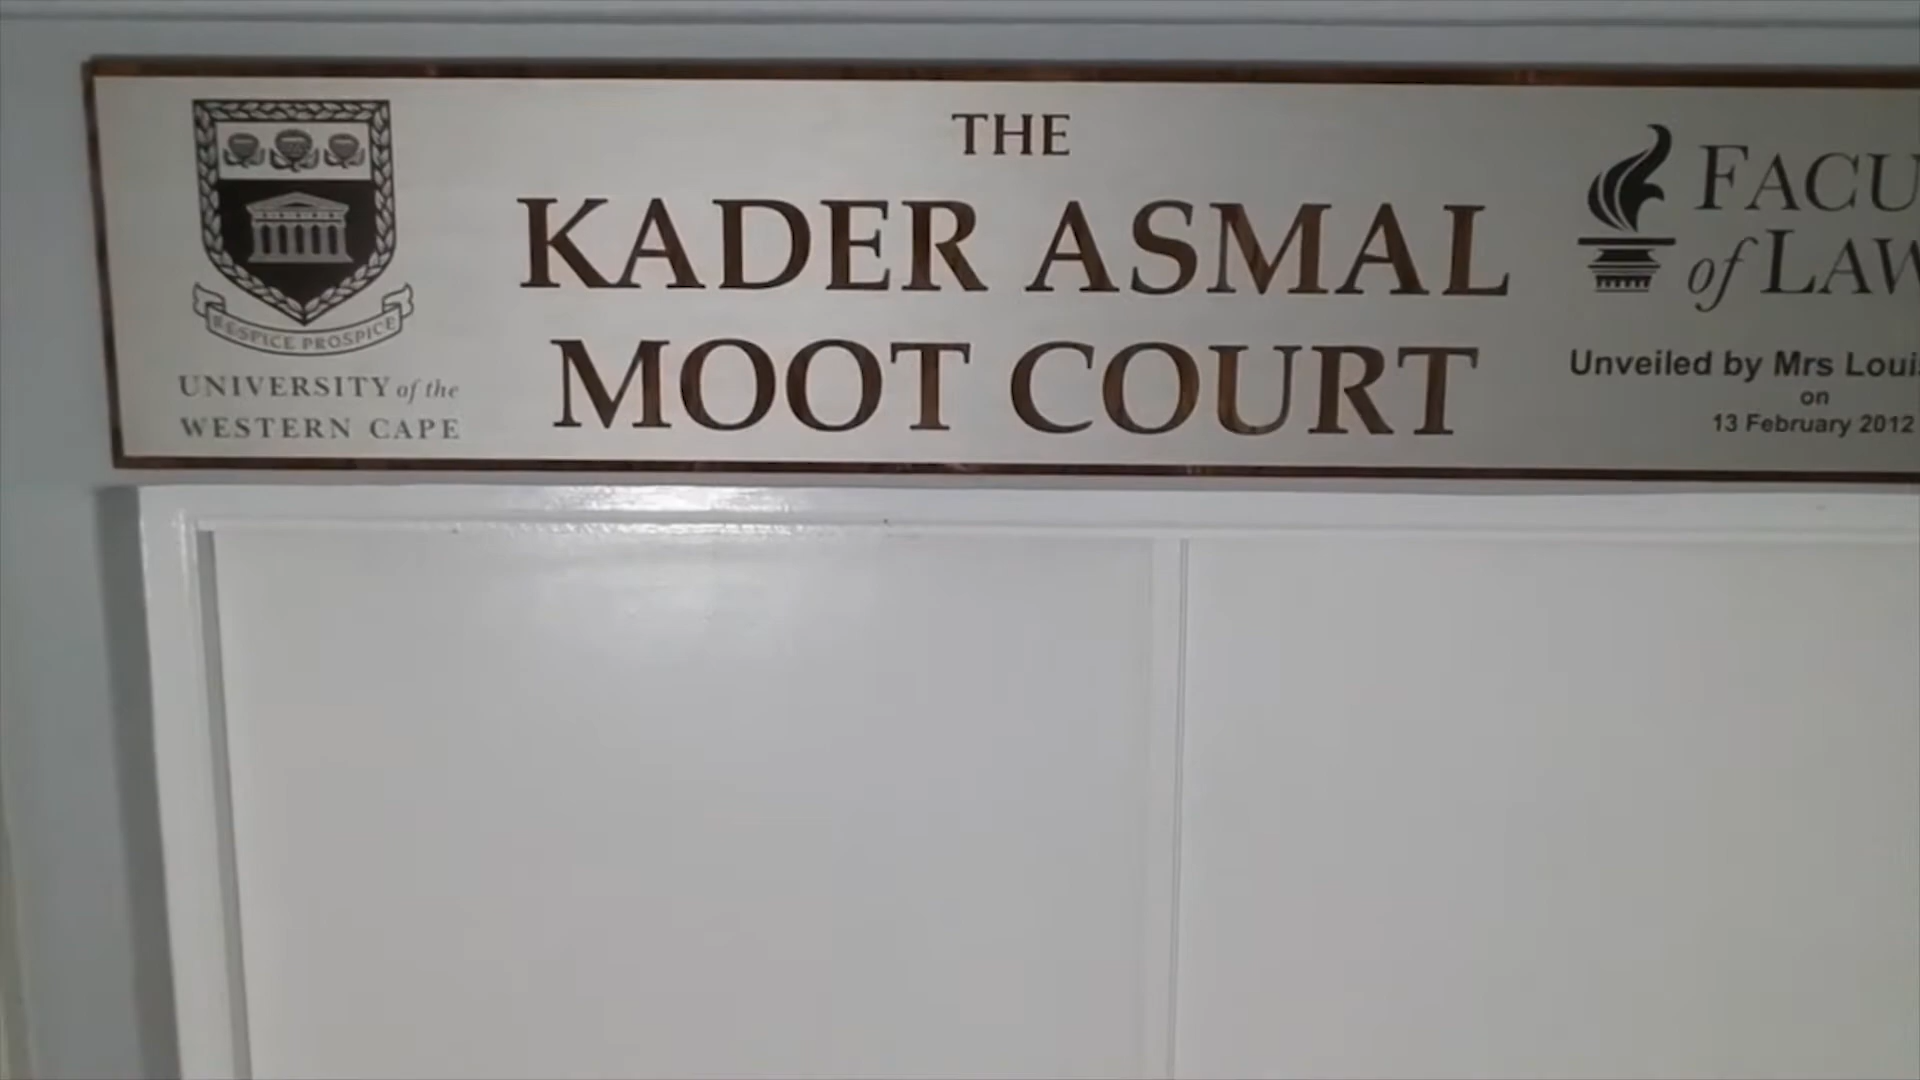 RESPICE PROSPICE
UNIVERSITY of the
WESTERN CAPE
THE
KADER ASMAL
MOOT COURT
of
Unveiled by Mrs
on
13 February 2012